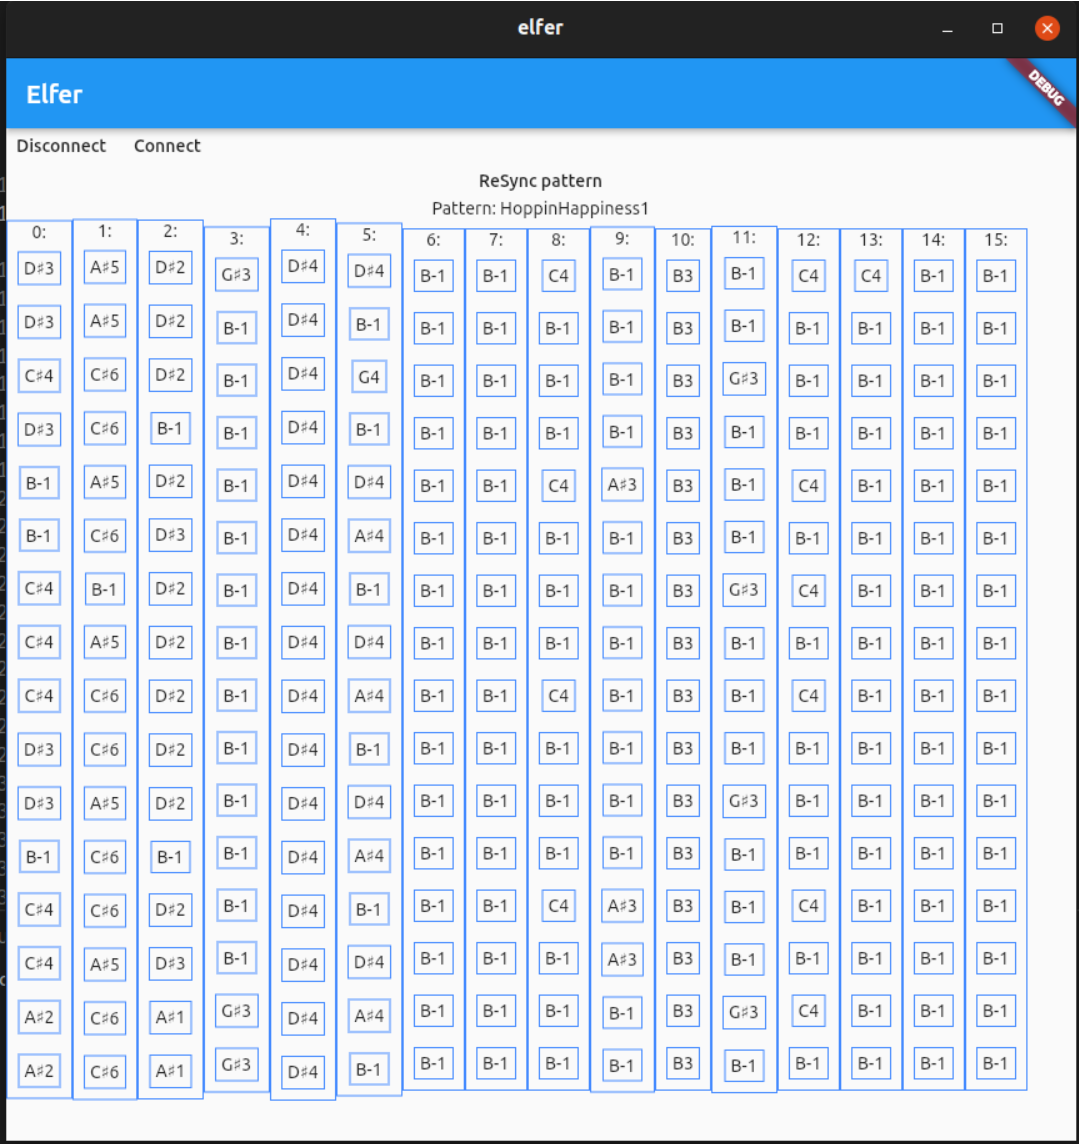 elfer
Elfer
DEBUG
Disconnect Connect
ReSync pattern
Pattern: HoppinHappiness1
0: 1: 2: 3: 4: 5: 6: 7: 8: 9: 10: 11: 12: 13: 14: 15:
D♯3 A♯5 D♯2 G♯3 D♯4 D♯4 B-1 B-1 C4 B-1 B3 B-1 C4 C4 B-1 B-1
D♯3 A♯5 D♯2 B-1 D♯4 B-1 B-1 B-1 B-1 B-1 B3 B-1 B-1 B-1 B-1 B-1
C♯4 C♯6 D♯2 B-1 D♯4 G4 B-1 B-1 B-1 B-1 B3 G♯3 B-1 B-1 B-1 B-1
D♯3 C♯6 B-1 B-1 D♯4 B-1 B-1 B-1 B-1 B-1 B3 B-1 B-1 B-1 B-1 B-1
B-1 A♯5 D♯2 B-1 D♯4 D♯4 B-1 B-1 C4 A♯3 B3 B-1 C4 B-1 B-1 B-1
B-1 C♯6 D♯3 B-1 D♯4 A♯4 B-1 B-1 B-1 B-1 B3 B-1 B-1 B-1 B-1 B-1
C♯4 B-1 D♯2 B-1 D♯4 B-1 B-1 B-1 B-1 B-1 B3 G♯3 C4 B-1 B-1 B-1
C♯4 A♯5 D♯2 B-1 D♯4 D♯4 B-1 B-1 B-1 B-1 B3 B-1 B-1 B-1 B-1 B-1
C♯4 C♯6 D♯2 B-1 D♯4 A♯4 B-1 B-1 C4 B-1 B3 B-1 C4 B-1 B-1 B-1
D♯3 C♯6 D♯2 B-1 D♯4 B-1 B-1 B-1 B-1 B-1 B3 B-1 B-1 B-1 B-1 B-1
D♯3 A♯5 D♯2 B-1 D♯4 D♯4 B-1 B-1 B-1 B-1 B3 G♯3 B-1 B-1 B-1 B-1
B-1 C♯6 B-1 B-1 D♯4 A♯4 B-1 B-1 B-1 B-1 B3 B-1 B-1 B-1 B-1 B-1
C♯4 C♯6 D♯2 B-1 D♯4 B-1 B-1 B-1 C4 A♯3 B3 B-1 C4 B-1 B-1 B-1
C♯4 A♯5 D♯3 B-1 D♯4 D♯4 B-1 B-1 B-1 A♯3 B3 B-1 B-1 B-1 B-1 B-1
A♯2 C♯6 A♯1 G♯3 D♯4 A♯4 B-1 B-1 B-1 B-1 B3 G♯3 C4 B-1 B-1 B-1
A♯2 C♯6 A♯1 G♯3 D♯4 B-1 B-1 B-1 B-1 B-1 B3 B-1 B-1 B-1 B-1 B-1